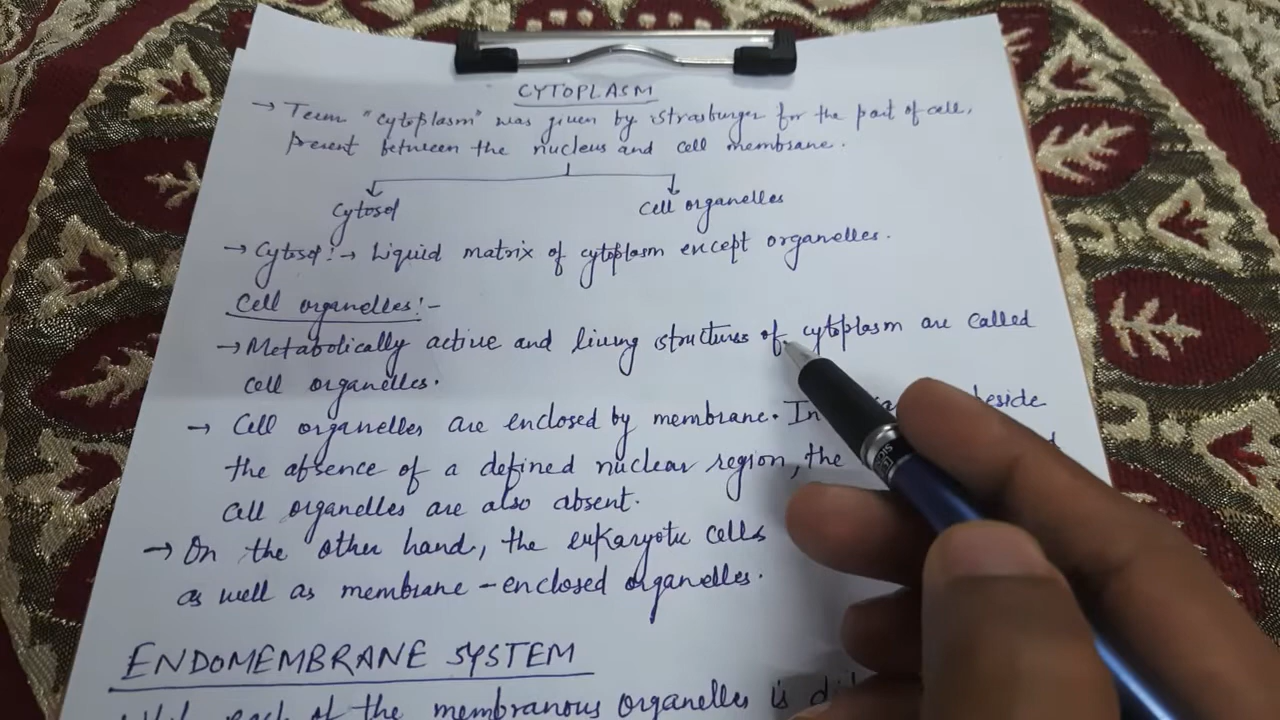 CYTOPLASM
→ Term "cytoplasm" was given by strasburger for the part of cell,
Present between the nucleus and cell membrane.
Cytosol Cell organelles
→ Cytosol:→ Liquid matrix of cytoplasm except organelles.
Cell organelles:-
→ Metabolically active and living structures of cytoplasm are called
cell organelles.
→ Cell organelles are enclosed by membrane. In beside
the absence of a defined nuclear region, the
cell organelles are also absent.
→ On the other hand, the eukaryotic cells
as well as membrane-enclosed organelles.
ENDOMEMBRANE SYSTEM
each of the membranous organelles is